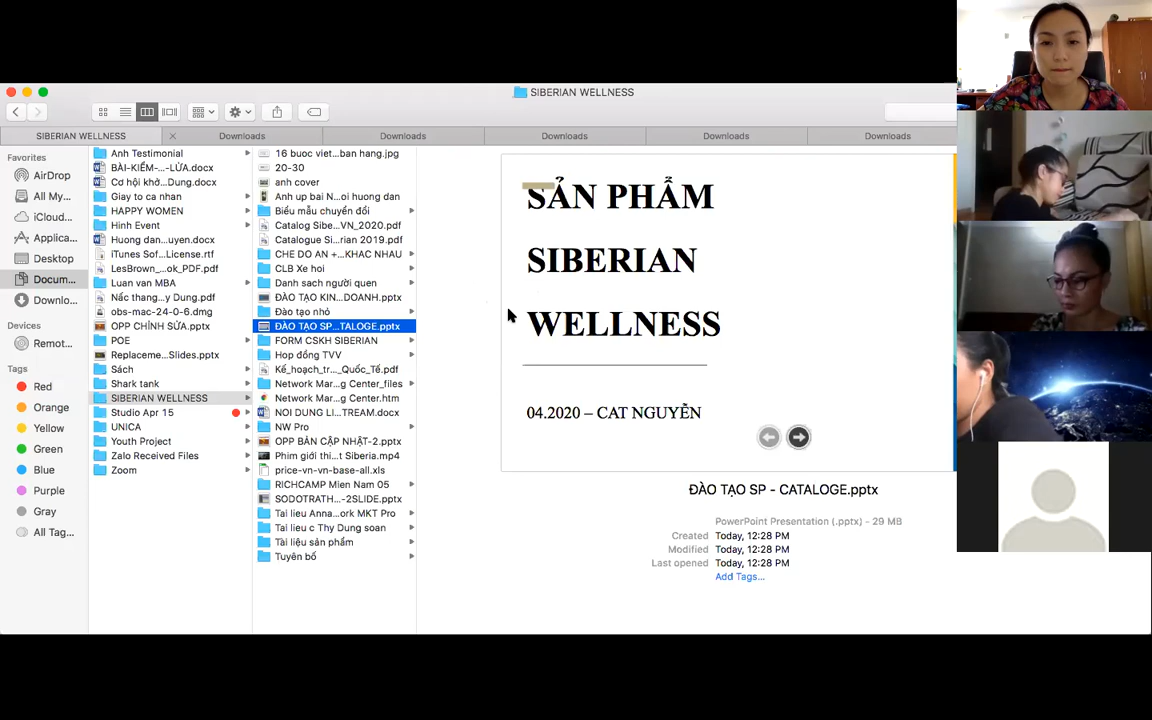 SIBERIAN WELLNESS
SIBERIAN WELLNESS
Downloads
Downloads
Downloads
Downloads
Downloads
Favorites
AirDrop
All My...
iCloud...
Applica...
Desktop
Docum...
Downlo...
Devices
Remot...
Tags
Red
Orange
Yellow
Green
Blue
Purple
Gray
All Tag...
Anh Testimonial
BÀI-KIỂM-...-LỪA.docx
Cơ hội khở...Dung.docx
Giay to ca nhan
HAPPY WOMEN
Hinh Event
Huong dan...uyen.docx
iTunes Sof...License.rtf
LesBrown_...ok_PDF.pdf
Luan van MBA
Nấc thang...y Dung.pdf
obs-mac-24-0-6.dmg
OPP CHỈNH SỬA.pptx
POE
Replaceme...Slides.pptx
Sách
Shark tank
SIBERIAN WELLNESS
Studio Apr 15
UNICA
Youth Project
Zalo Received Files
Zoom
16 buoc viet...ban hang.jpg
20-30
anh cover
Anh up bai N...oi huong dan
Biểu mẫu chuyển đổi
Catalog Sibe...VN_2020.pdf
Catalogue Si...rian 2019.pdf
CHE DO AN +...KHAC NHAU
CLB Xe hoi
Danh sach người quen
ĐÀO TẠO KIN...DOANH.pptx
Đào tạo nhỏ
ĐÀO TẠO SP...TALOGE.pptx
FORM CSKH SIBERIAN
Hop đồng TVV
Kế_hoạch_tr..._Quốc_Tế.pdf
Network Mar...g Center_files
Network Mar...g Center.htm
NOI DUNG LI...TREAM.docx
NW Pro
OPP BẢN CẬP NHẬT-2.pptx
Phim giới thi...t Siberia.mp4
price-vn-vn-base-all.xls
RICHCAMP Mien Nam 05
SODOTRATH...-2SLIDE.pptx
Tai lieu Anna...ork MKT Pro
Tai lieu c Thy Dung soan
Tài liệu sản phẩm
Tuyên bố
SẢN PHẨM
SIBERIAN
WELLNESS
04.2020 – CAT NGUYỄN
ĐÀO TẠO SP - CATALOGE.pptx
PowerPoint Presentation (.pptx) - 29 MB
Created Today, 12:28 PM
Modified Today, 12:28 PM
Last opened Today, 12:28 PM
Add Tags...